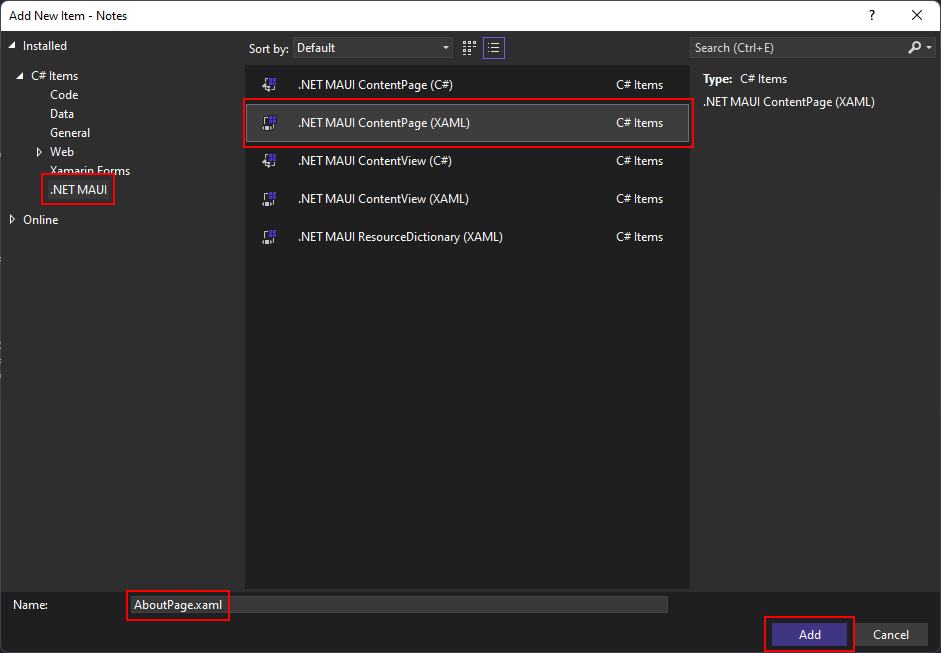 Add New Item - Notes
?
Installed
C# Items
Code
Data
General
Web
Xamarin Forms
.NET MAUI
Online
Sort by: Default
.NET MAUI ContentPage (C#) C# Items
.NET MAUI ContentPage (XAML) C# Items
.NET MAUI ContentView (C#) C# Items
.NET MAUI ContentView (XAML) C# Items
.NET MAUI ResourceDictionary (XAML) C# Items
Search (Ctrl+E)
Type: C# Items
.NET MAUI ContentPage (XAML)
Name: AboutPage.xaml
Add Cancel